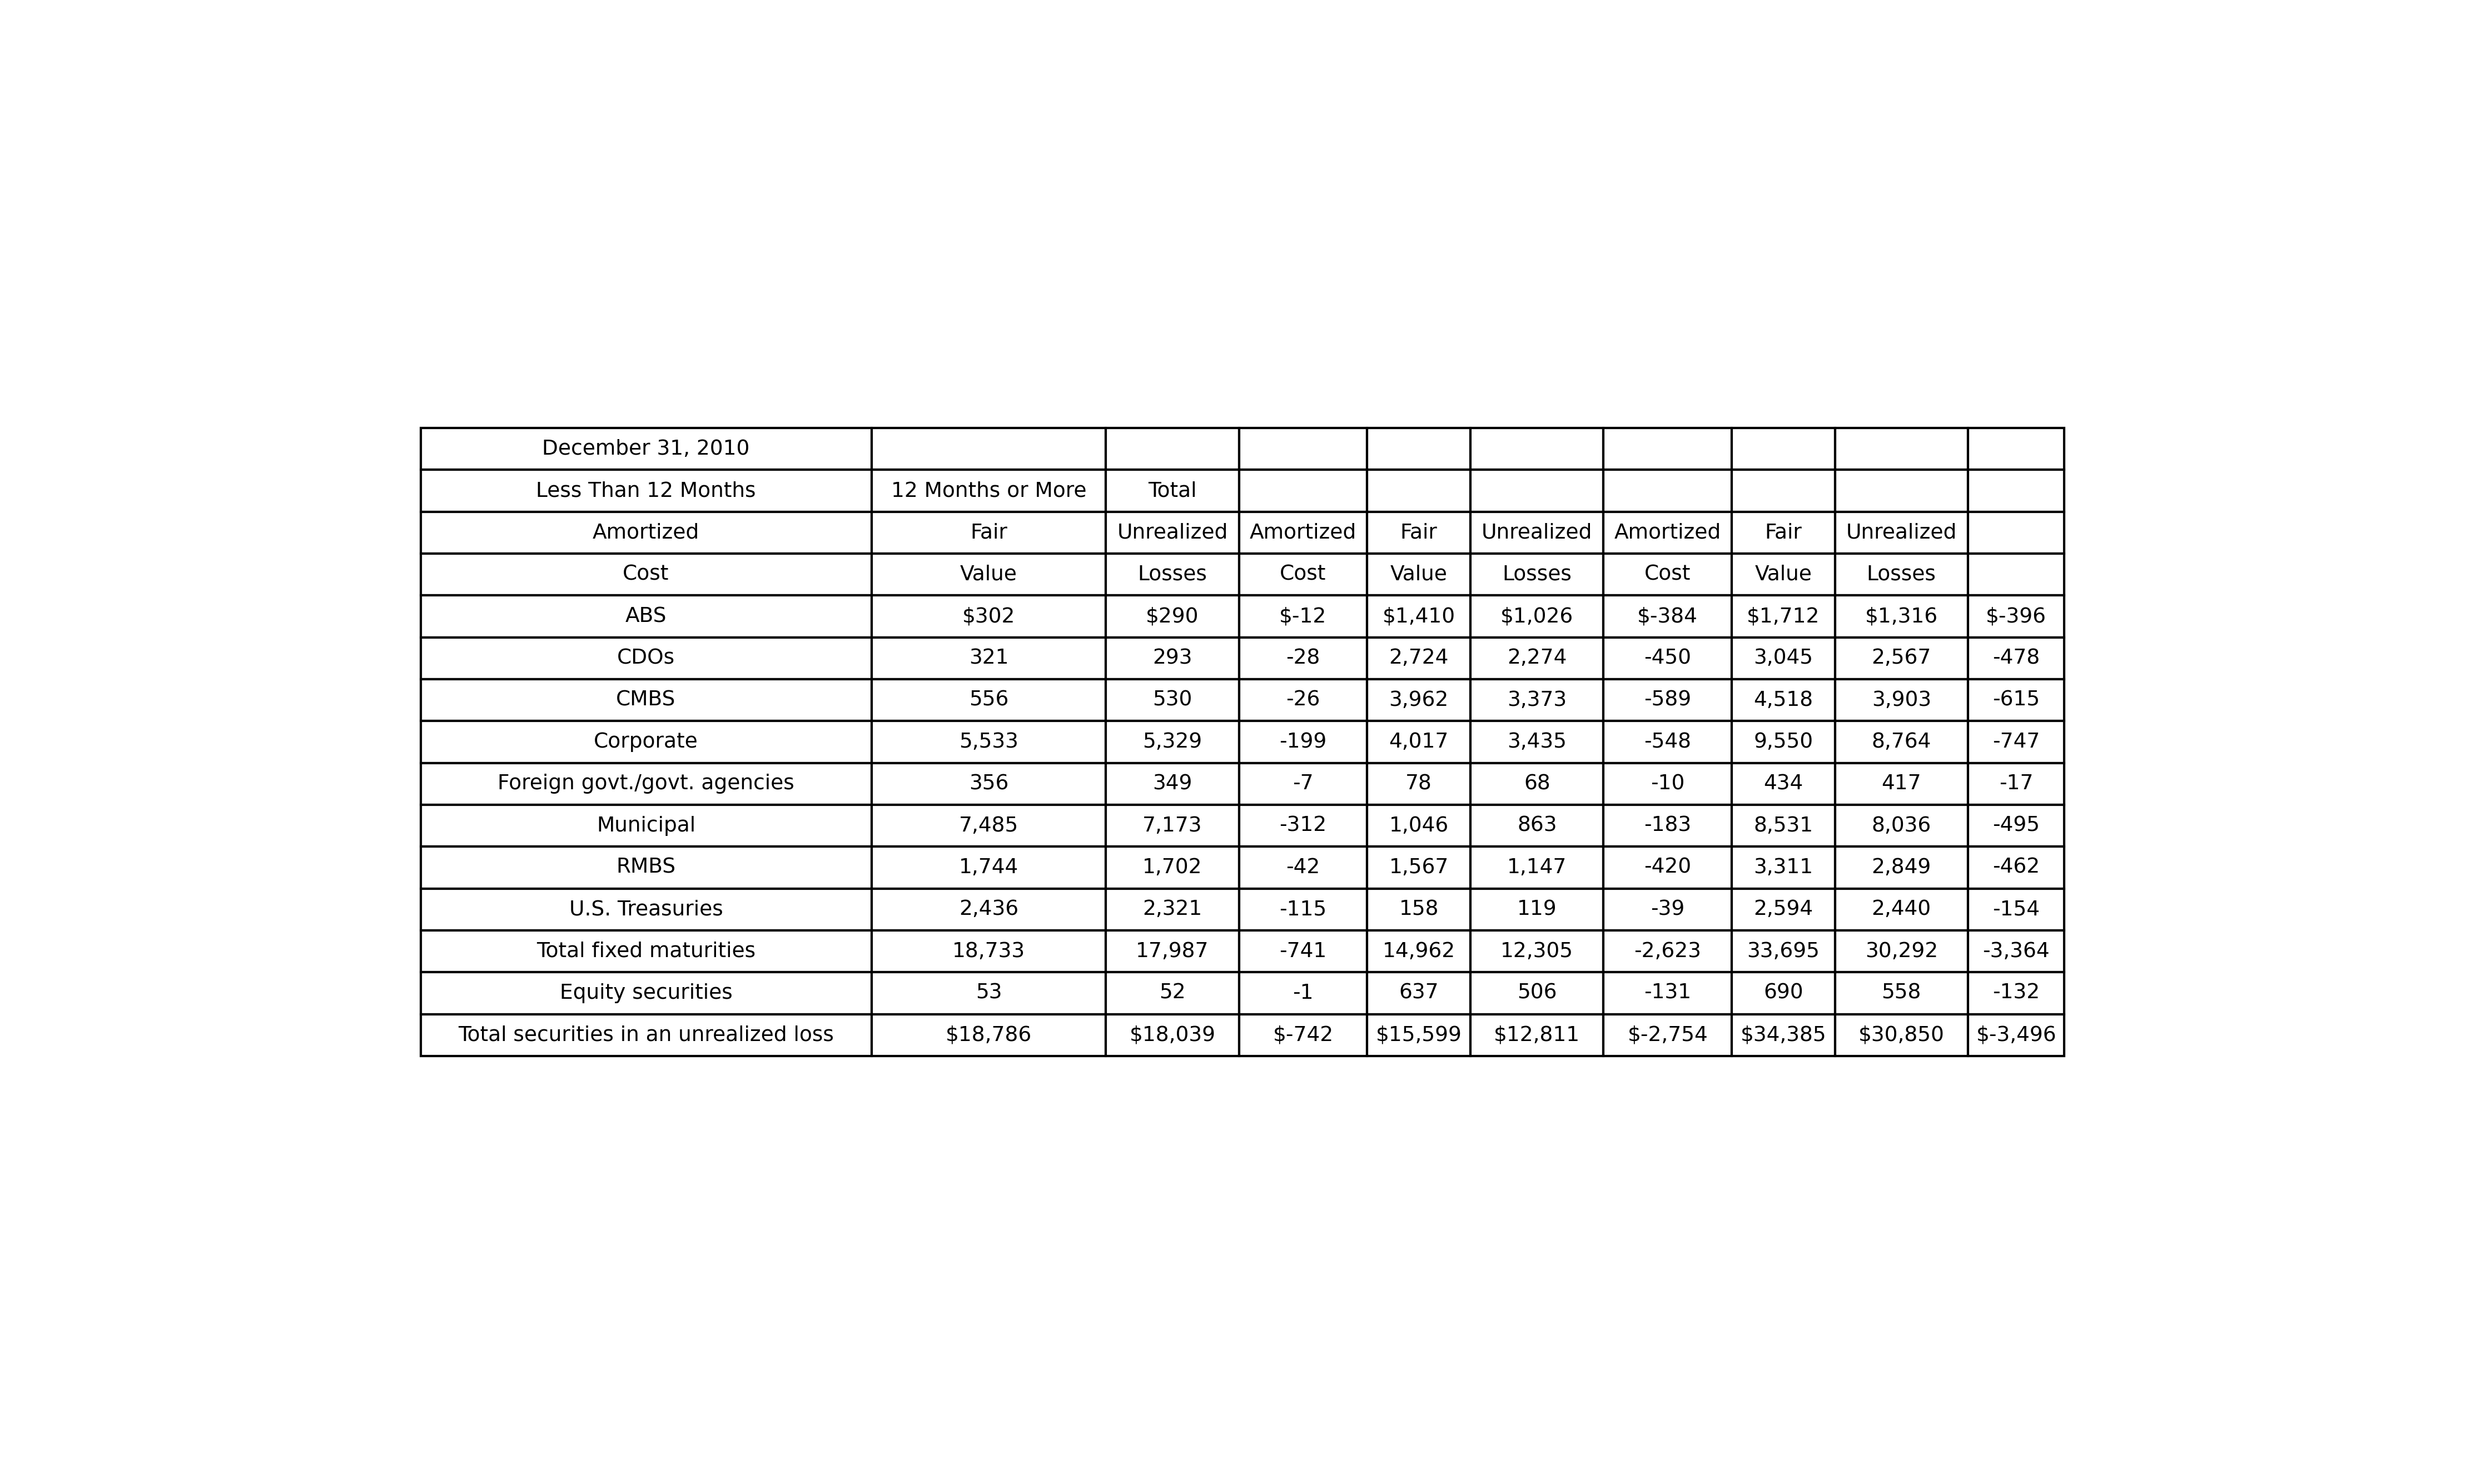 December 31, 2010
Less Than 12 Months 12 Months or More Total
Amortized Fair Unrealized Amortized Fair Unrealized Amortized Fair Unrealized
Cost Value Losses Cost Value Losses Cost Value Losses
ABS $302 $290 $-12 $1,410 $1,026 $-384 $1,712 $1,316 $-396
CDOs 321 293 -28 2,724 2,274 -450 3,045 2,567 -478
CMBS 556 530 -26 3,962 3,373 -589 4,518 3,903 -615
Corporate 5,533 5,329 -199 4,017 3,435 -548 9,550 8,764 -747
Foreign govt./govt. agencies 356 349 -7 78 68 -10 434 417 -17
Municipal 7,485 7,173 -312 1,046 863 -183 8,531 8,036 -495
RMBS 1,744 1,702 -42 1,567 1,147 -420 3,311 2,849 -462
U.S. Treasuries 2,436 2,321 -115 158 119 -39 2,594 2,440 -154
Total fixed maturities 18,733 17,987 -741 14,962 12,305 -2,623 33,695 30,292 -3,364
Equity securities 53 52 -1 637 506 -131 690 558 -132
Total securities in an unrealized loss $18,786 $18,039 $-742 $15,599 $12,811 $-2,754 $34,385 $30,850 $-3,496